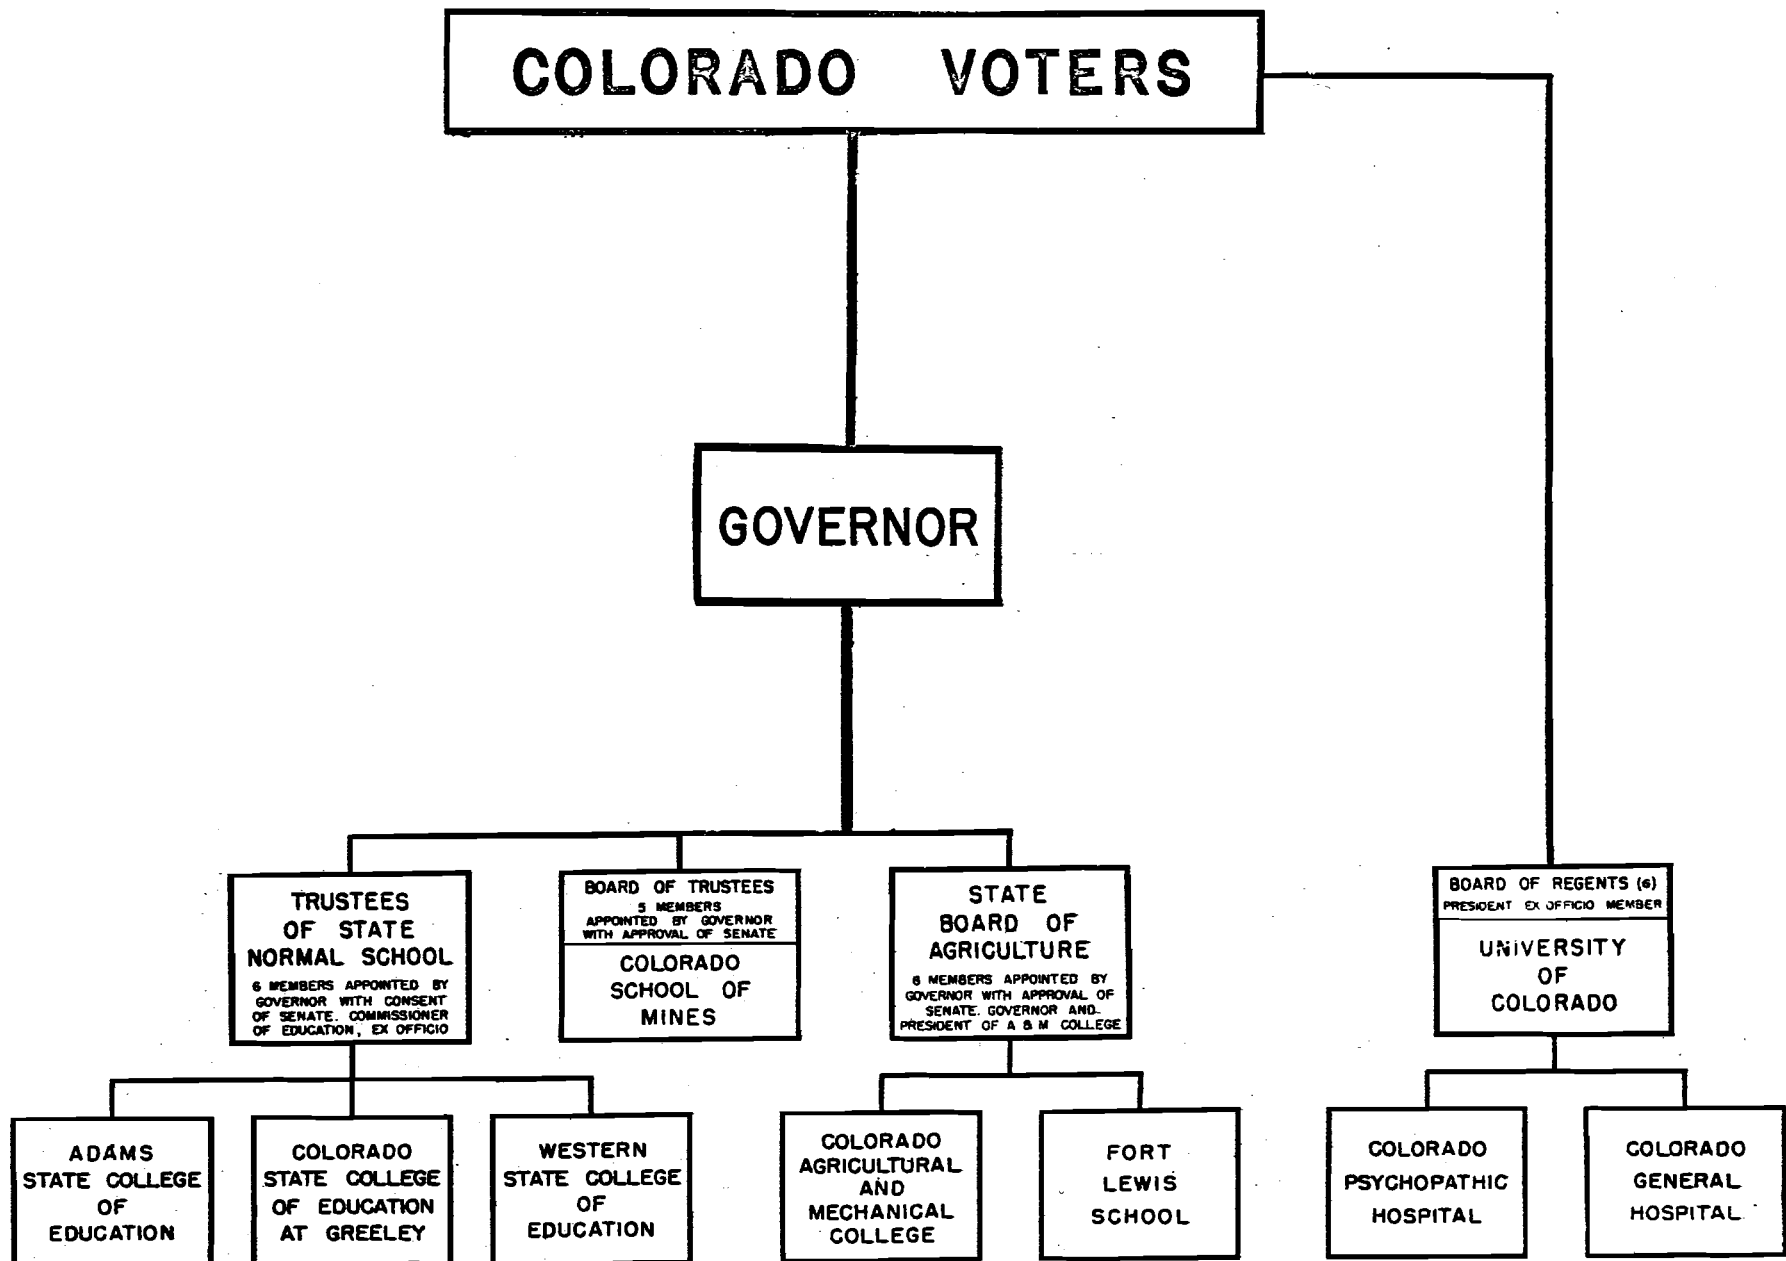 COLORADO VOTERS
GOVERNOR
TRUSTEES
OF STATE
NORMAL SCHOOL
6 MEMBERS APPOINTED BY
GOVERNOR WITH CONSENT
OF SENATE. COMMISSIONER
OF EDUCATION, EX OFFICIO
BOARD OF TRUSTEES
5 MEMBERS
APPOINTED BY GOVERNOR
WITH APPROVAL OF SENATE
COLORADO
SCHOOL OF
MINES
STATE
BOARD OF
AGRICULTURE
8 MEMBERS APPOINTED BY
GOVERNOR WITH APPROVAL OF
SENATE. GOVERNOR AND
PRESIDENT OF A & M COLLEGE
BOARD OF REGENTS (6)
PRESIDENT EX OFFICIO MEMBER
UNIVERSITY
OF
COLORADO
ADAMS
STATE COLLEGE
OF
EDUCATION
COLORADO
STATE COLLEGE
OF EDUCATION
AT GREELEY
WESTERN
STATE COLLEGE
OF
EDUCATION
COLORADO
AGRICULTURAL
AND
MECHANICAL
COLLEGE
FORT
LEWIS
SCHOOL
COLORADO
PSYCHOPATHIC
HOSPITAL
COLORADO
GENERAL
HOSPITAL